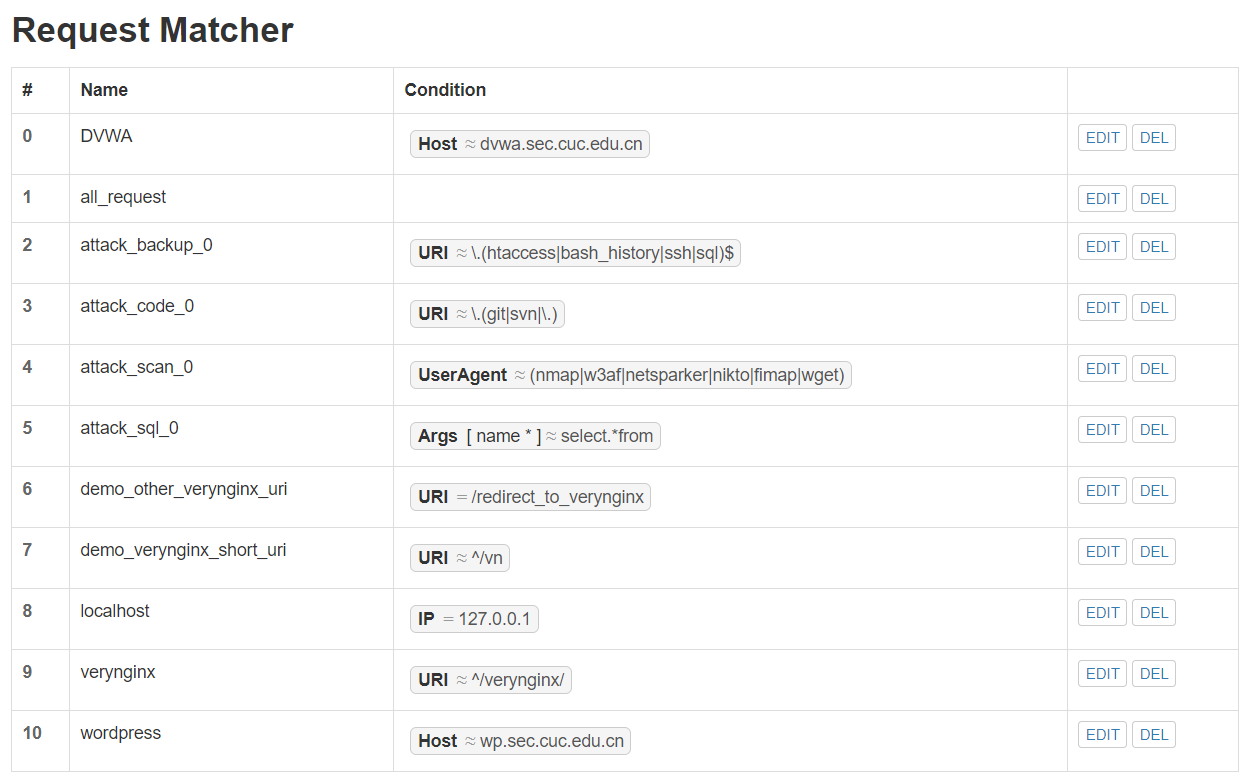 Request Matcher
# Name Condition
0 DVWA Host ≈ dvwa.sec.cuc.edu.cn EDIT DEL
1 all_request EDIT DEL
2 attack_backup_0 URI ≈ \.(htaccess|bash_history|ssh|sql)$ EDIT DEL
3 attack_code_0 URI ≈ \.(git|svn|\.) EDIT DEL
4 attack_scan_0 UserAgent ≈ (nmap|w3af|netsparker|nikto|fimap|wget) EDIT DEL
5 attack_sql_0 Args [ name * ] ≈ select.*from EDIT DEL
6 demo_other_verynginx_uri URI = /redirect_to_verynginx EDIT DEL
7 demo_verynginx_short_uri URI ≈ ^/vn EDIT DEL
8 localhost IP = 127.0.0.1 EDIT DEL
9 verynginx URI ≈ ^/verynginx/ EDIT DEL
10 wordpress Host ≈ wp.sec.cuc.edu.cn EDIT DEL